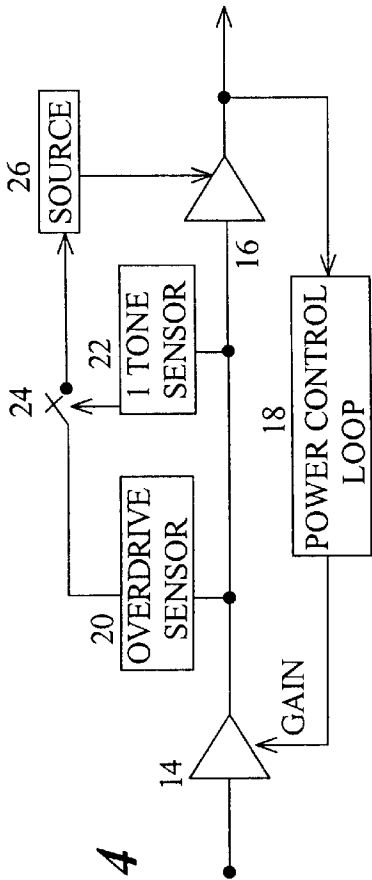 4
14
GAIN
20
OVERDRIVE
SENSOR
24
22
1 TONE
SENSOR
26
SOURCE
16
18
POWER CONTROL
LOOP